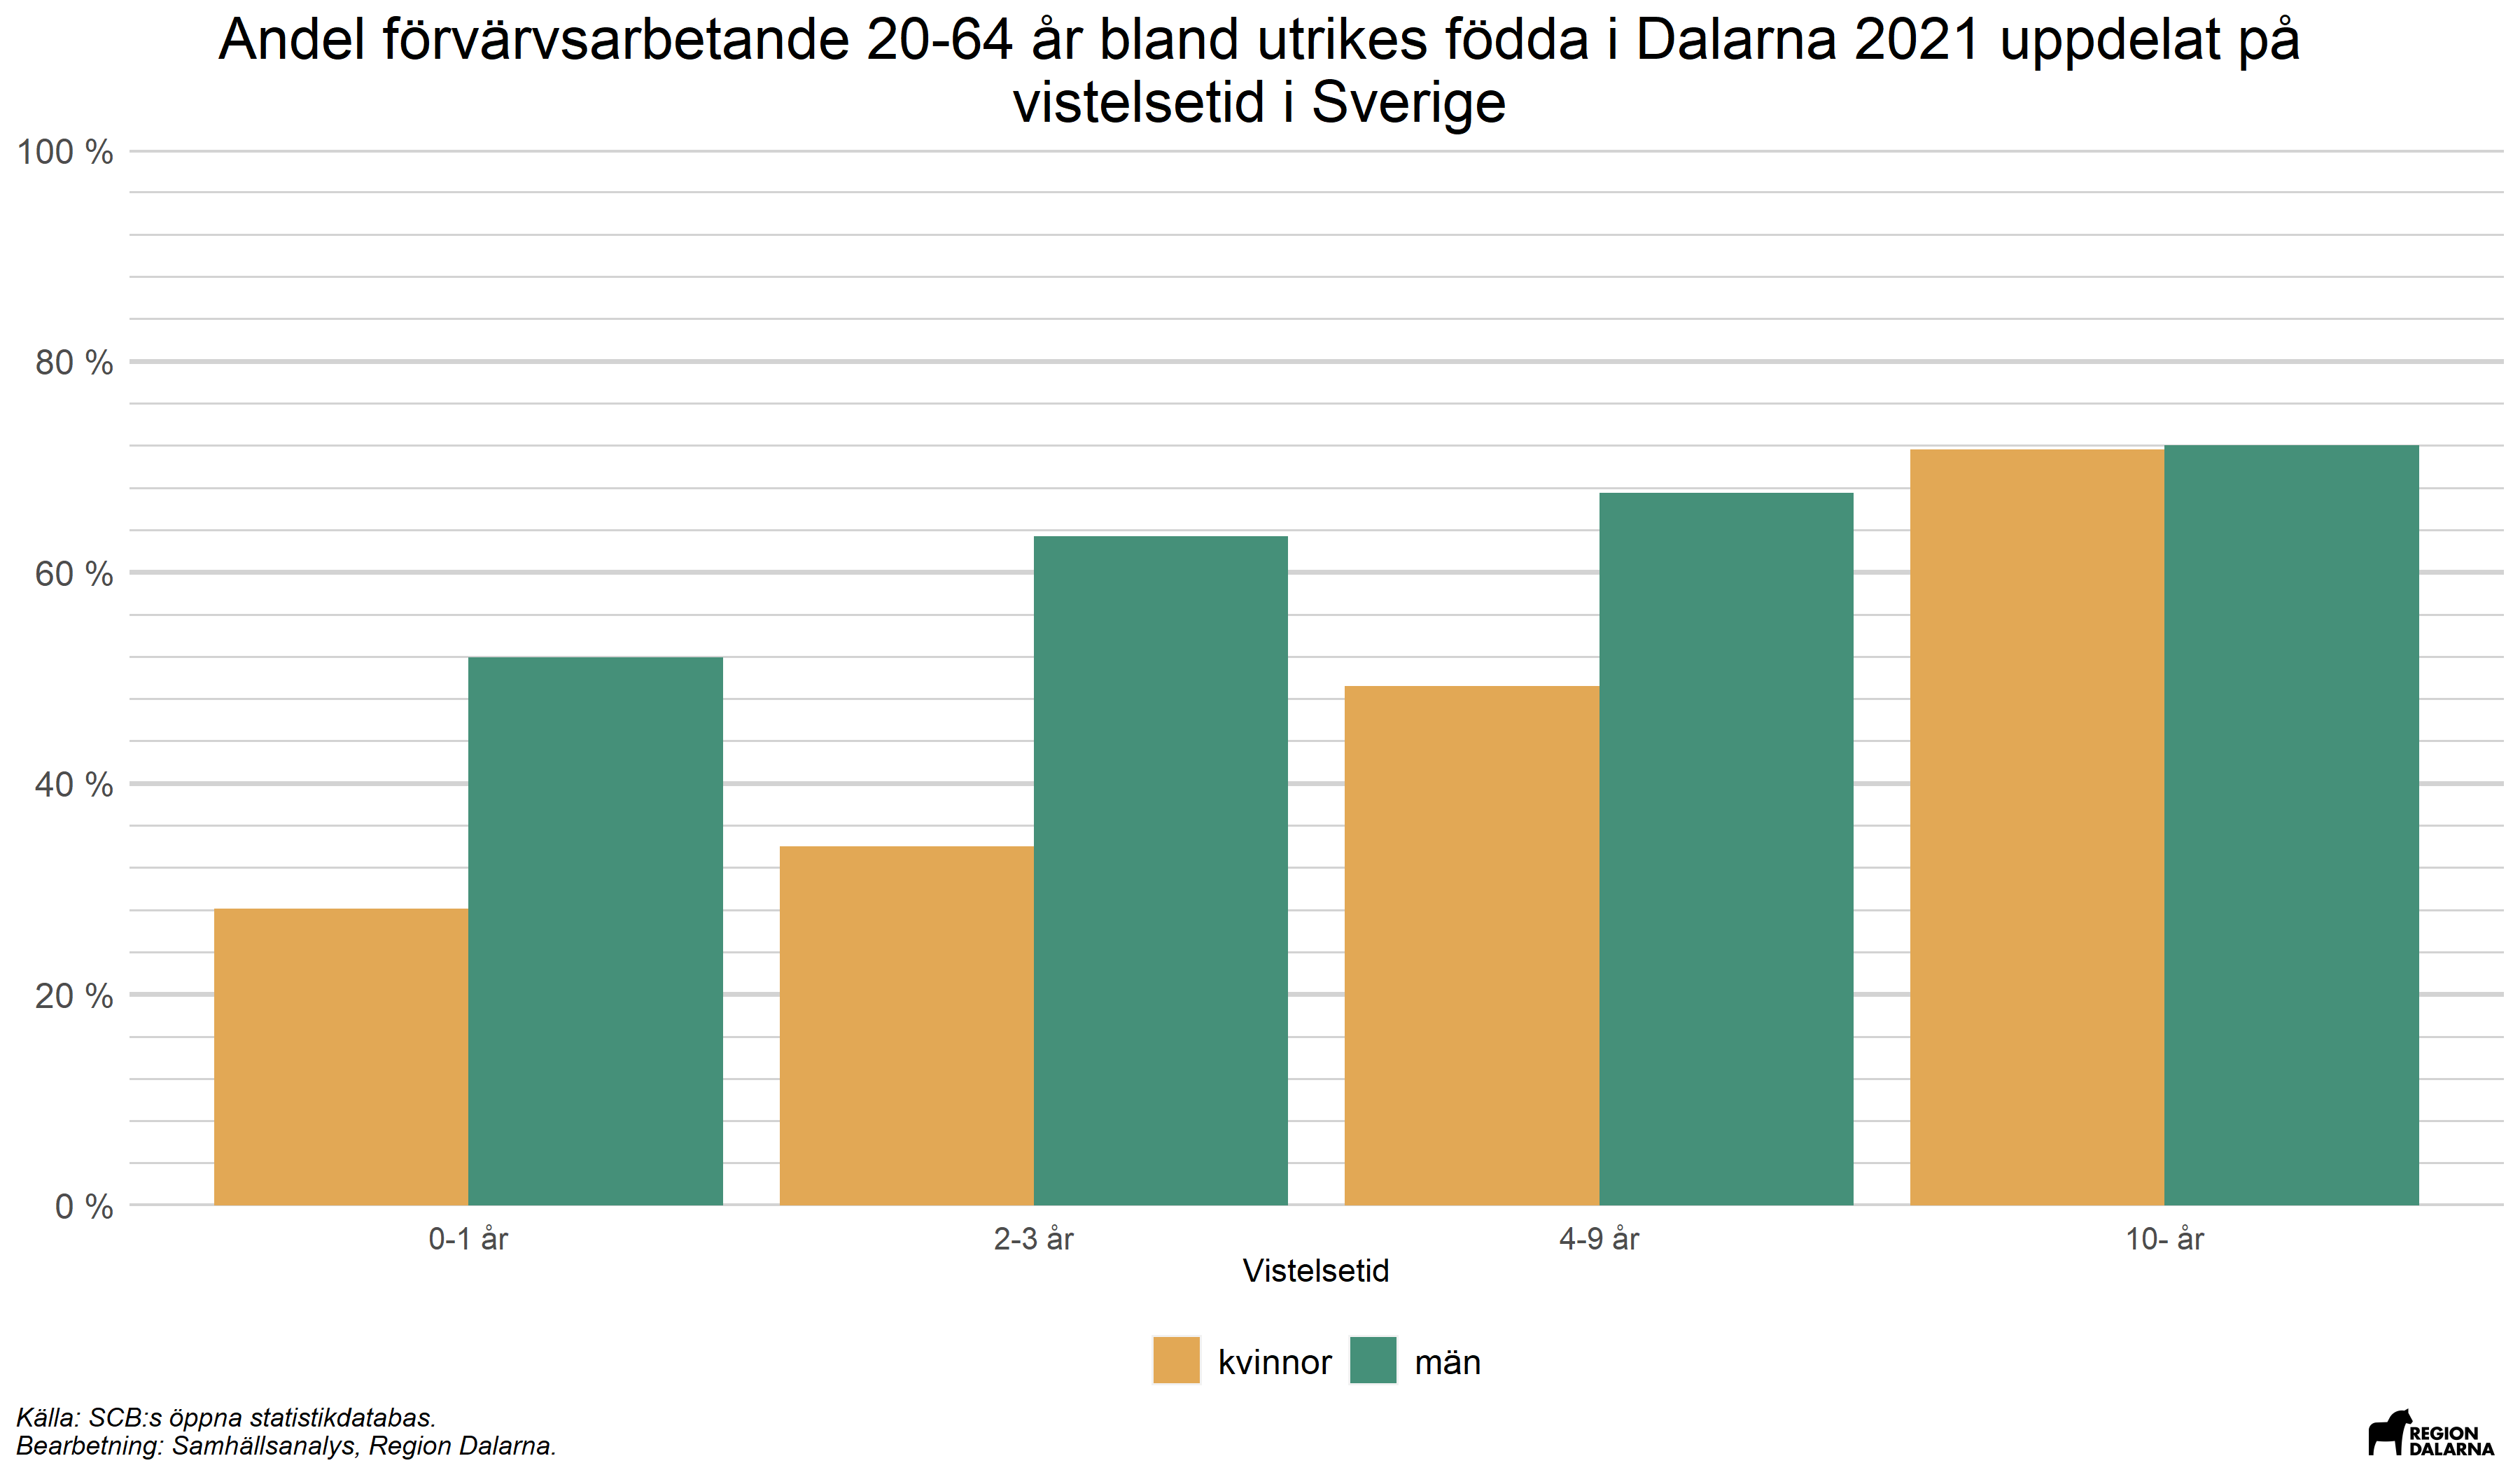 Andel förvärvsarbetande 20-64 år bland utrikes födda i Dalarna 2021 uppdelat på
vistelsetid i Sverige
100 %
80 %
60 %
40 %
20 %
0 %
0-1 år
2-3 år
4-9 år
10- år
Vistelsetid
kvinnor
män
Källa: SCB:s öppna statistikdatabas.
Bearbetning: Samhällsanalys, Region Dalarna.
REGION
DALARNA